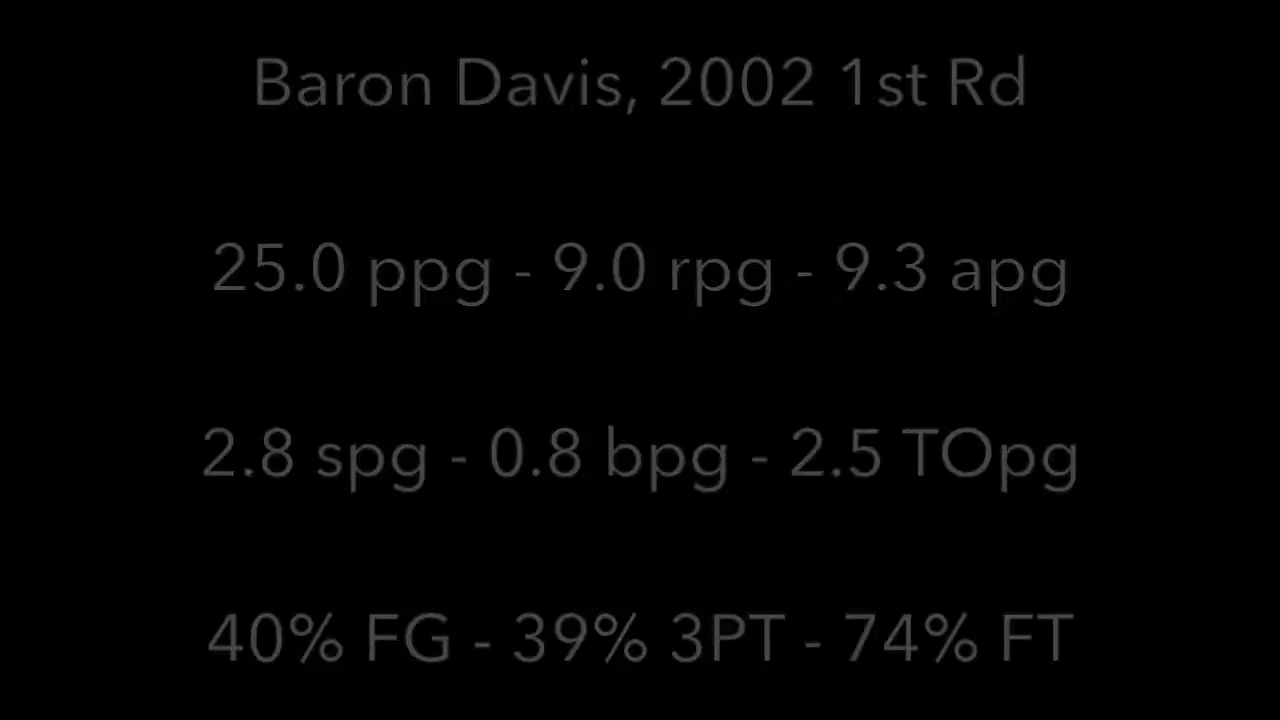 Baron Davis, 2002 1st Rd
25.0 ppg - 9.0 rpg - 9.3 apg
2.8 spg - 0.8 bpg - 2.5 TOpg
40% FG - 39% 3PT - 74% FT